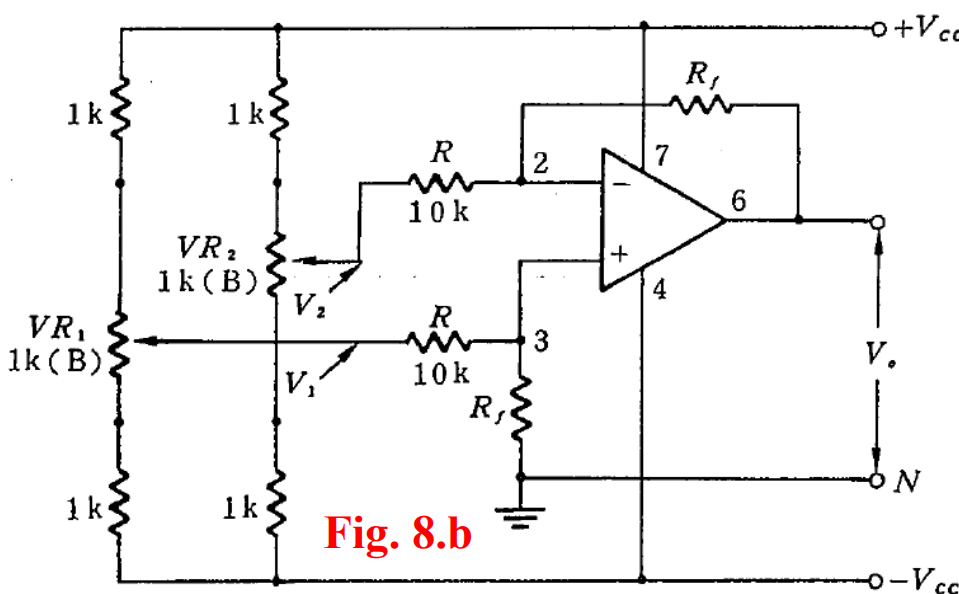 +Vcc
1k
1k
Rf
R
2
−
7
10k
6
VR2
1k(B)
V2
+
4
VR1
1k(B)
R
3
10k
V1
Vo
Rf
1k
1k
N
Fig. 8.b
−Vcc